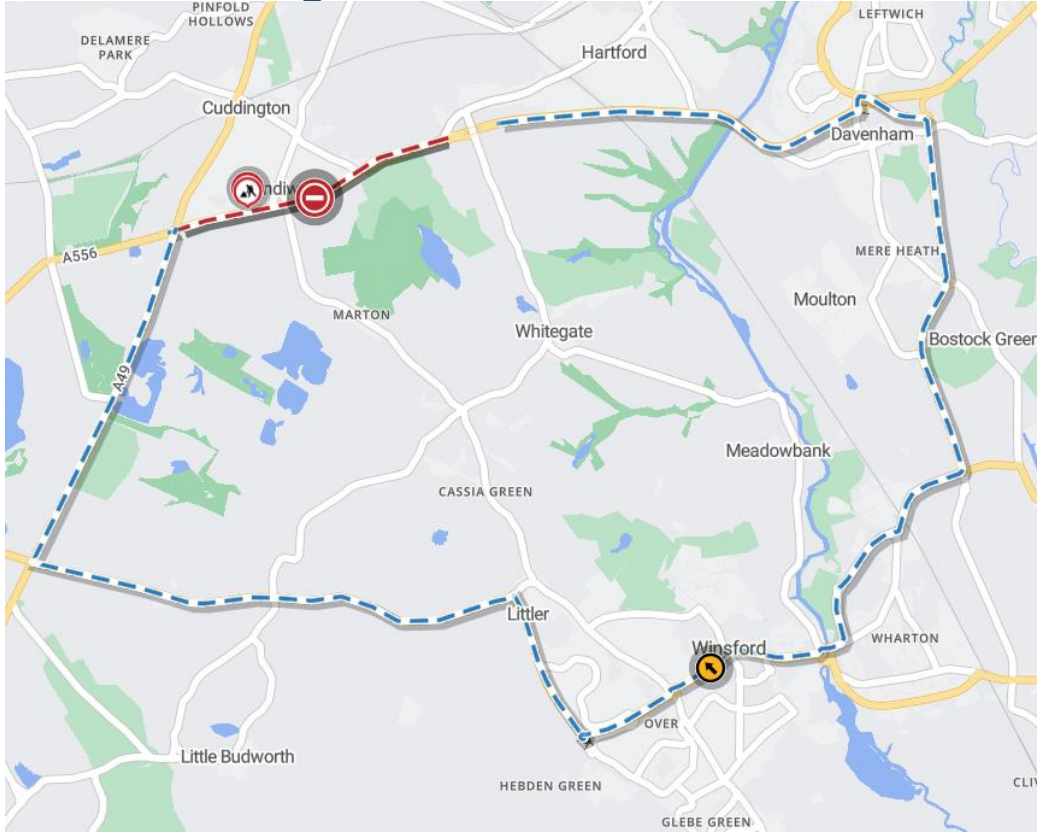 PINFOLD
HOLLOWS
LEFTWICH
DELAMERE
PARK
Hartford
Cuddington
Davenham
A556
MERE HEATH
Moulton
MARTON
Whitegate
Bostock Green
A49
Meadowbank
CASSIA GREEN
Littler
WHARTON
Winsford
OVER
Little Budworth
HEBDEN GREEN
CLI
GLEBE GREEN